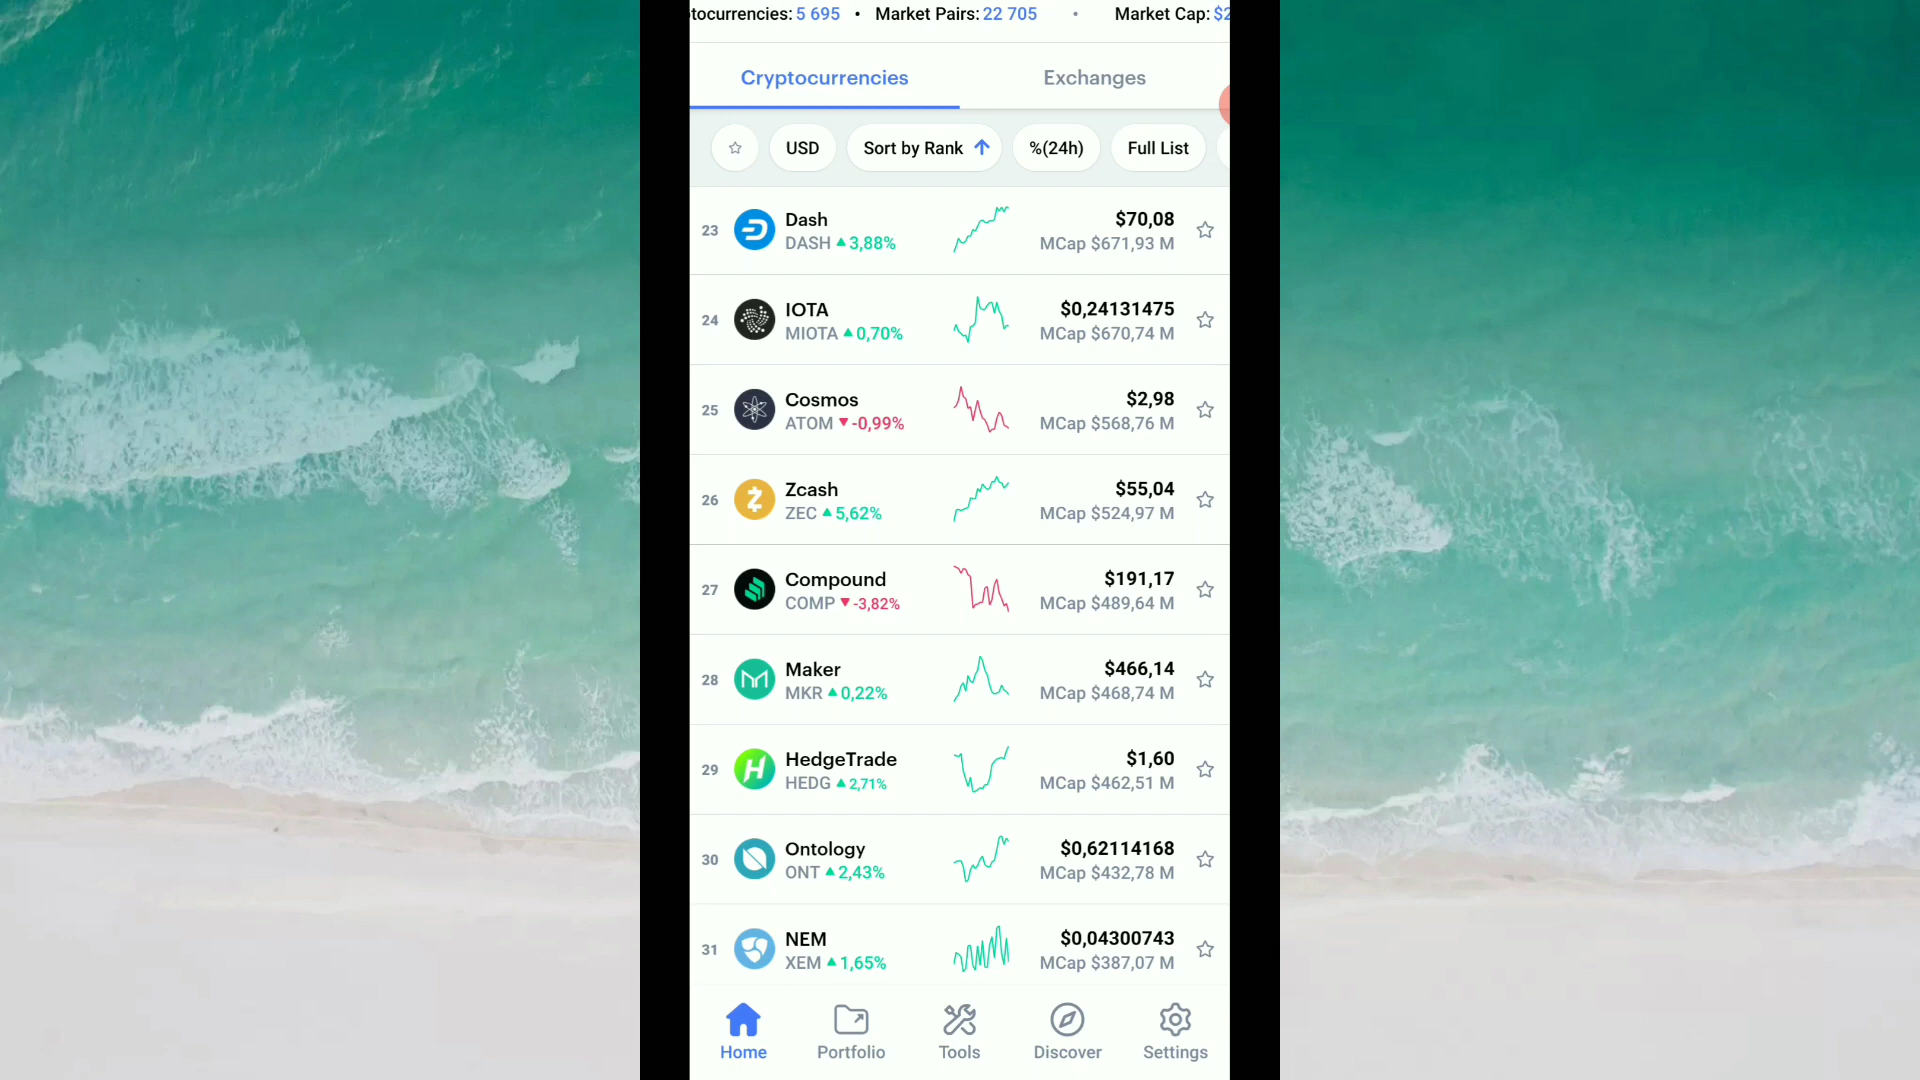 tocurrencies: 5 695 • Market Pairs: 22 705 • Market Cap: $2
Cryptocurrencies Exchanges
USD Sort by Rank %(24h) Full List
23 Dash $70,08
DASH ▲ 3,88% MCap $671,93 M
24 IOTA $0,24131475
MIOTA ▲ 0,70% MCap $670,74 M
25 Cosmos $2,98
ATOM ▼ -0,99% MCap $568,76 M
26 Zcash $55,04
ZEC ▲ 5,62% MCap $524,97 M
27 Compound $191,17
COMP ▼ -3,82% MCap $489,64 M
28 Maker $466,14
MKR ▲ 0,22% MCap $468,74 M
29 HedgeTrade $1,60
HEDG ▲ 2,71% MCap $462,51 M
30 Ontology $0,62114168
ONT ▲ 2,43% MCap $432,78 M
31 NEM $0,04300743
XEM ▲ 1,65% MCap $387,07 M
Home Portfolio Tools Discover Settings